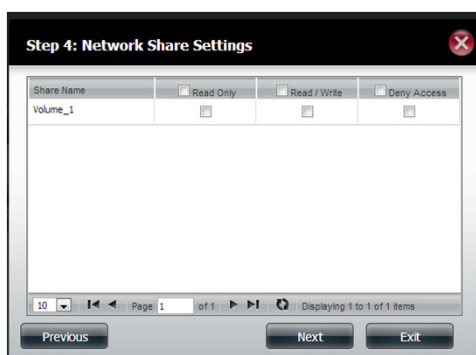 Step 4: Network Share Settings
Share Name Read Only Read / Write Deny Access
Volume_1
10 Page 1 of 1 Displaying 1 to 1 of 1 items
Previous Next Exit